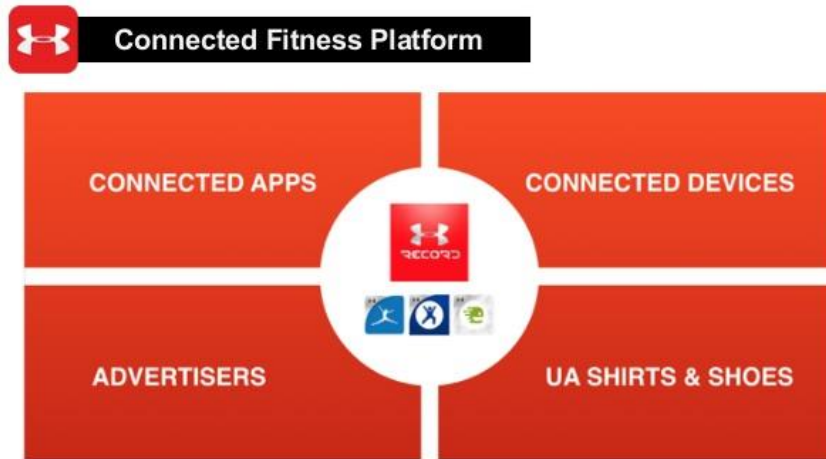 Connected Fitness Platform
CONNECTED APPS
CONNECTED DEVICES
RECORD
ADVERTISERS
UA SHIRTS & SHOES